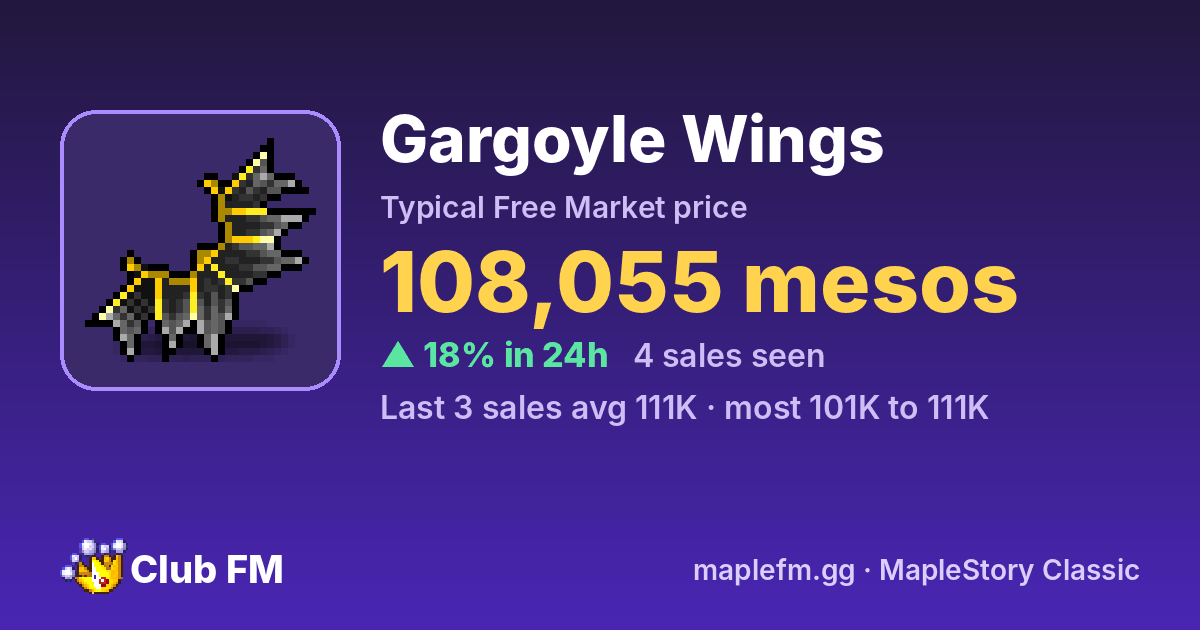 Gargoyle Wings
Typical Free Market price
108,055 mesos
▲ 18% in 24h 4 sales seen
Last 3 sales avg 111K · most 101K to 111K
Club FM
maplefm.gg · MapleStory Classic